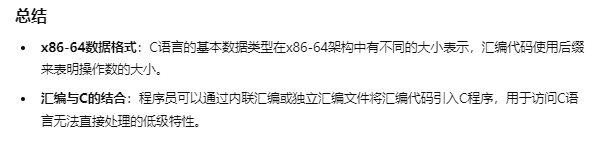 总结
• x86-64数据格式：C语言的基本数据类型在x86-64架构中有不同的大小表示，汇编代码使用后缀
来表明操作数的大小。
• 汇编与C的结合：程序员可以通过内联汇编或独立汇编文件将汇编代码引入C程序，用于访问C语
言无法直接处理的低级特性。